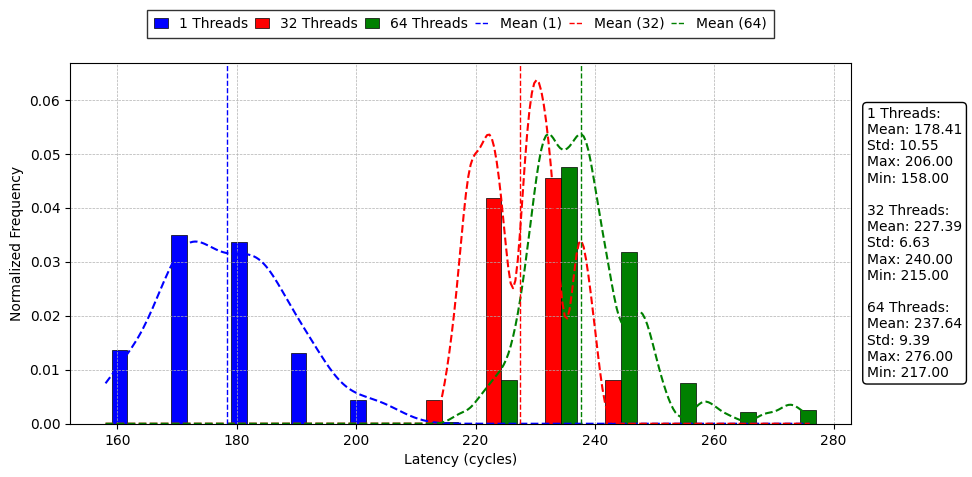 1 Threads 32 Threads 64 Threads Mean (1) Mean (32) Mean (64)
0.06
0.05
0.04
0.03
0.02
0.01
0.00
Normalized Frequency
160 180 200 220 240 260 280
Latency (cycles)
1 Threads:
Mean: 178.41
Std: 10.55
Max: 206.00
Min: 158.00
32 Threads:
Mean: 227.39
Std: 6.63
Max: 240.00
Min: 215.00
64 Threads:
Mean: 237.64
Std: 9.39
Max: 276.00
Min: 217.00